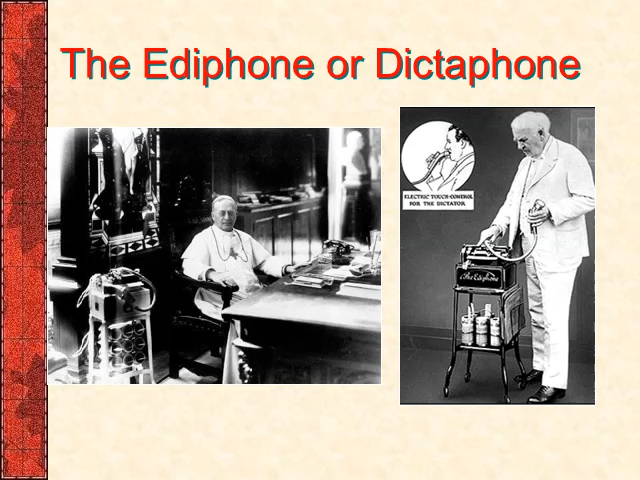 The Ediphone or Dictaphone
ELECTRIC TOUCH-CONTROL
FOR THE DICTATOR
The Ediphone